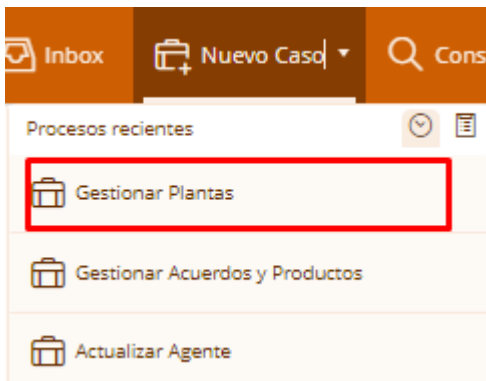 Inbox Nuevo Caso Cons
Procesos recientes
Gestionar Plantas
Gestionar Acuerdos y Productos
Actualizar Agente